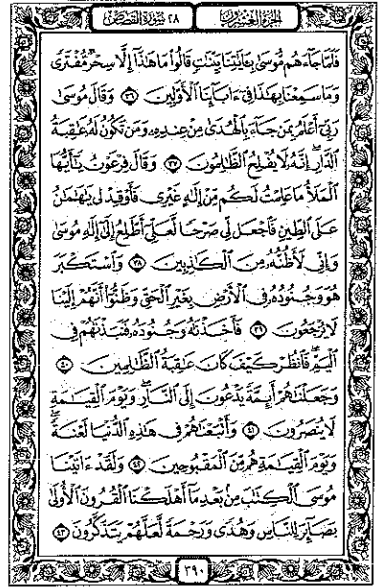 الجزء العشرون
٢٨ سورة القصص
فَلَمَّا جَآءَهُم مُّوسَىٰ بِـَٔايَـٰتِنَا بَيِّنَـٰتٍ قَالُوا۟ مَا هَـٰذَآ إِلَّا سِحْرٌ مُّفْتَرًى
وَمَا سَمِعْنَا بِهَـٰذَا فِىٓ ءَابَآئِنَا ٱلْأَوَّلِينَ ٣٦ وَقَالَ مُوسَىٰ
رَبِّىٓ أَعْلَمُ بِمَن جَآءَ بِٱلْهُدَىٰ مِنْ عِندِهِۦ وَمَن تَكُونُ لَهُۥ عَـٰقِبَةُ
ٱلدَّارِ ۖ إِنَّهُۥ لَا يُفْلِحُ ٱلظَّـٰلِمُونَ ٣٧ وَقَالَ فِرْعَوْنُ يَـٰٓأَيُّهَا
ٱلْمَلَأُ مَا عَلِمْتُ لَكُم مِّنْ إِلَـٰهٍ غَيْرِى فَأَوْقِدْ لِى يَـٰهَـٰمَـٰنُ
عَلَى ٱلطِّينِ فَٱجْعَل لِّى صَرْحًا لَّعَلِّىٓ أَطَّلِعُ إِلَىٰٓ إِلَـٰهِ مُوسَىٰ
وَإِنِّى لَأَظُنُّهُۥ مِنَ ٱلْكَـٰذِبِينَ ٣٨ وَٱسْتَكْبَرَ
هُوَ وَجُنُودُهُۥ فِى ٱلْأَرْضِ بِغَيْرِ ٱلْحَقِّ وَظَنُّوٓا۟ أَنَّهُمْ إِلَيْنَا
لَا يُرْجَعُونَ ٣٩ فَأَخَذْنَـٰهُ وَجُنُودَهُۥ فَنَبَذْنَـٰهُمْ فِى
ٱلْيَمِّ ۖ فَٱنظُرْ كَيْفَ كَانَ عَـٰقِبَةُ ٱلظَّـٰلِمِينَ ٤٠
وَجَعَلْنَـٰهُمْ أَئِمَّةً يَدْعُونَ إِلَى ٱلنَّارِ ۖ وَيَوْمَ ٱلْقِيَـٰمَةِ
لَا يُنصَرُونَ ٤١ وَأَتْبَعْنَـٰهُمْ فِى هَـٰذِهِ ٱلدُّنْيَا لَعْنَةً ۖ
وَيَوْمَ ٱلْقِيَـٰمَةِ هُم مِّنَ ٱلْمَقْبُوحِينَ ٤٢ وَلَقَدْ ءَاتَيْنَا
مُوسَى ٱلْكِتَـٰبَ مِنۢ بَعْدِ مَآ أَهْلَكْنَا ٱلْقُرُونَ ٱلْأُولَىٰ
بَصَآئِرَ لِلنَّاسِ وَهُدًى وَرَحْمَةً لَّعَلَّهُمْ يَتَذَكَّرُونَ ٤٣
٣٩٠